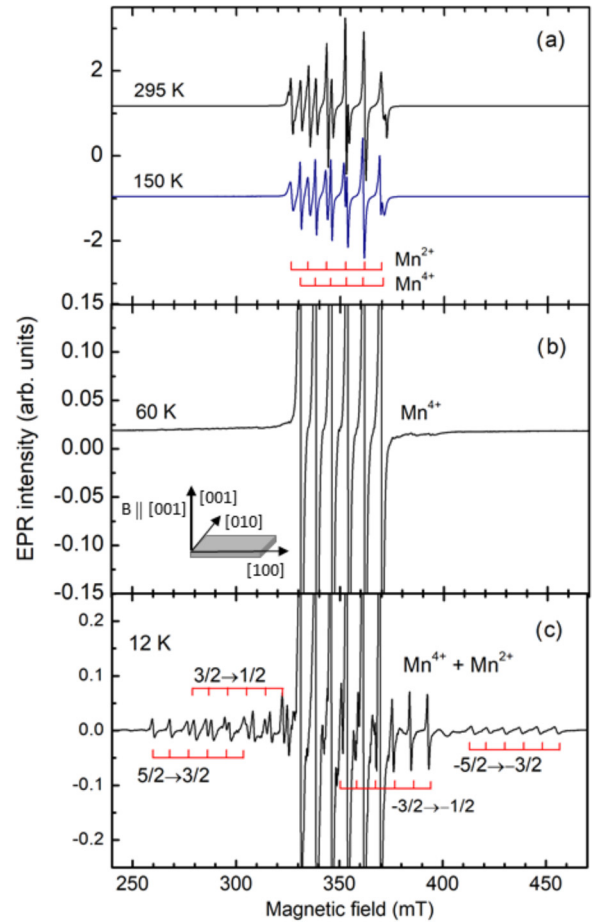 (a)
2
295 K
0
150 K
-2
Mn2+
Mn4+
EPR intensity (arb. units)
0.15
0.10
(b)
0.05
60 K
Mn4+
0.00
-0.05
B || [001]
[001]
[010]
-0.10
[100]
-0.15
0.2
12 K
(c)
0.1
3/2→1/2
Mn4+ + Mn2+
0.0
5/2→3/2
-5/2→−3/2
-0.1
-3/2→−1/2
-0.2
250 300 350 400 450
Magnetic field (mT)